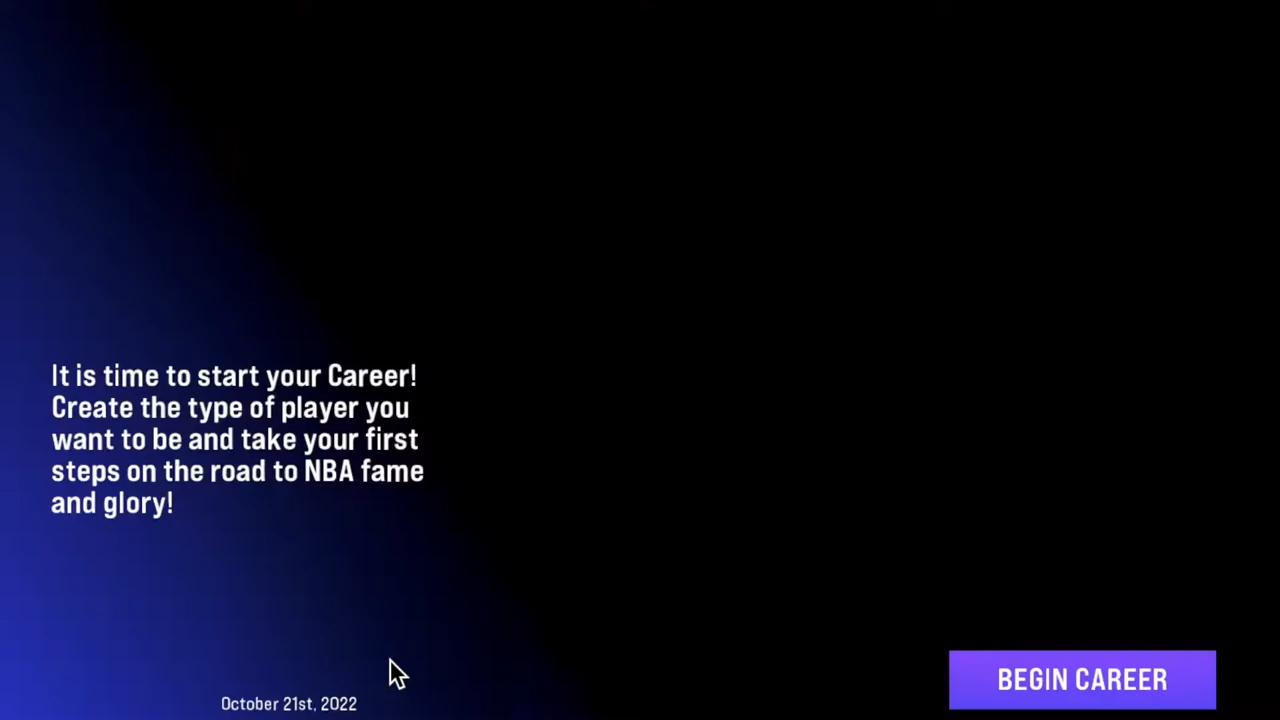 It is time to start your Career!
Create the type of player you
want to be and take your first
steps on the road to NBA fame
and glory!
BEGIN CAREER
October 21st, 2022